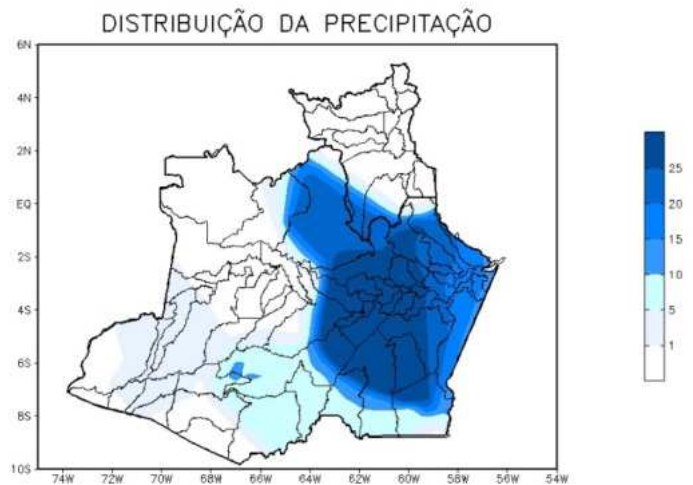 DISTRIBUIÇÃO DA PRECIPITAÇÃO
6N
4N
2N
EQ
2S
4S
6S
8S
10S
74W 72W 70W 68W 66W 64W 62W 60W 58W 56W 54W
25
20
15
10
5
1